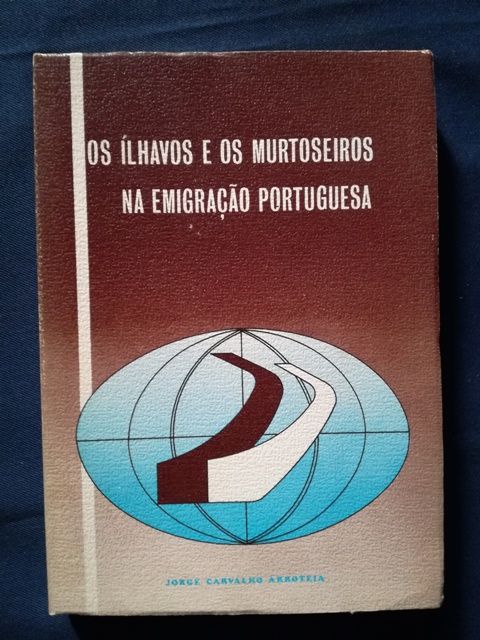 OS ÍLHAVOS E OS MURTOSEIROS
NA EMIGRAÇÃO PORTUGUESA
JORGE CARVALHO ARROTEIA